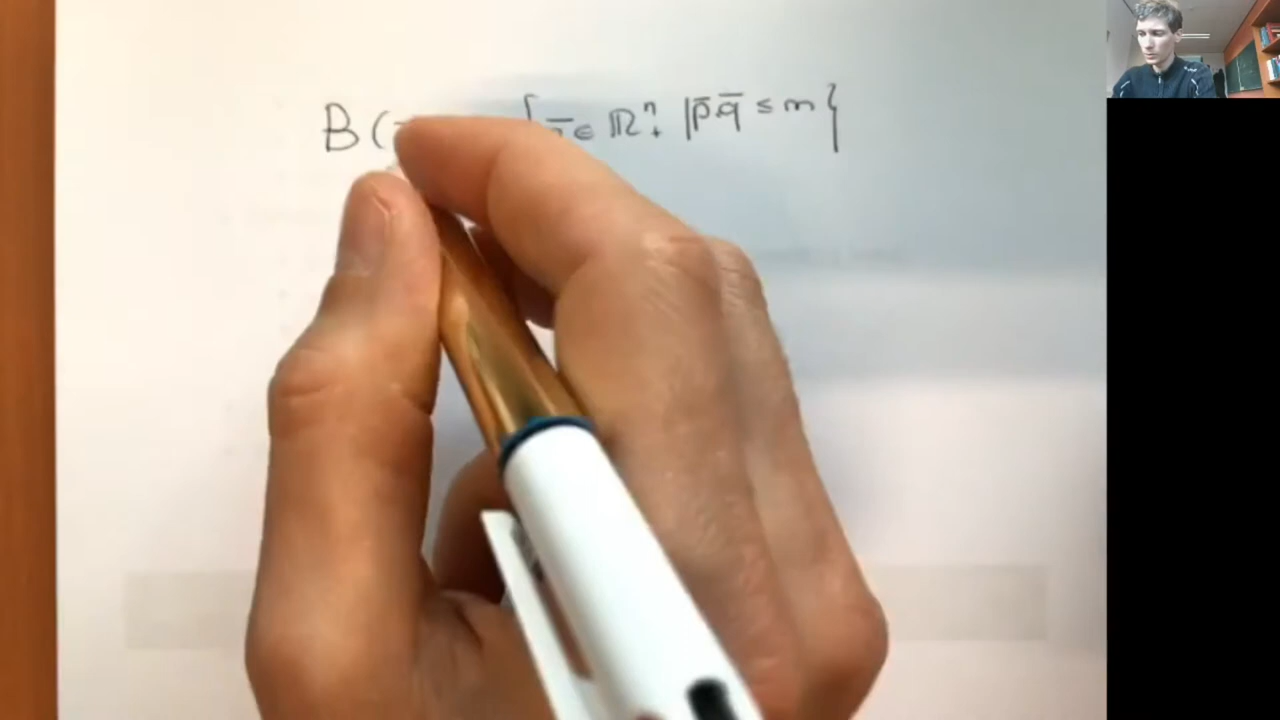 B( { q̄ ∈ ℝⁿ₊ | p̄.q̄ ≤ m }